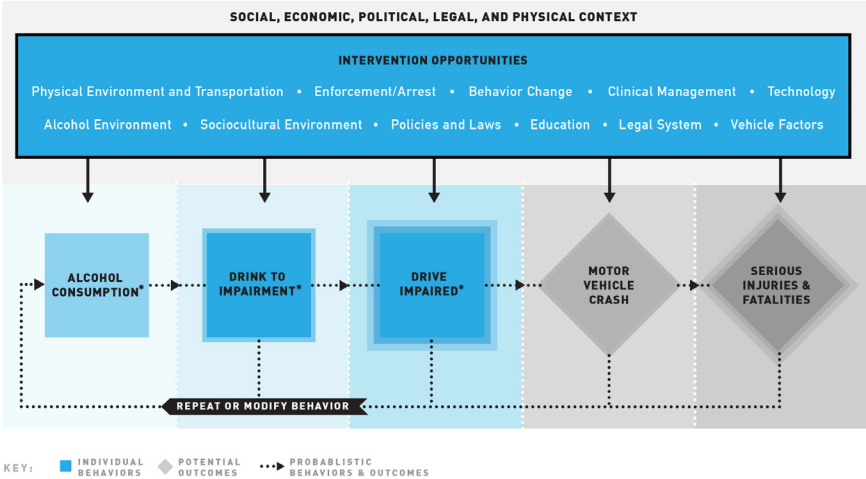 SOCIAL, ECONOMIC, POLITICAL, LEGAL, AND PHYSICAL CONTEXT
INTERVENTION OPPORTUNITIES
Physical Environment and Transportation • Enforcement/Arrest • Behavior Change • Clinical Management • Technology
Alcohol Environment • Sociocultural Environment • Policies and Laws • Education • Legal System • Vehicle Factors
ALCOHOL
CONSUMPTION*
DRINK TO
IMPAIRMENT*
DRIVE
IMPAIRED*
MOTOR
VEHICLE
CRASH
SERIOUS
INJURIES &
FATALITIES
REPEAT OR MODIFY BEHAVIOR
KEY:
INDIVIDUAL
BEHAVIORS
POTENTIAL
OUTCOMES
PROBABLISTIC
BEHAVIORS & OUTCOMES